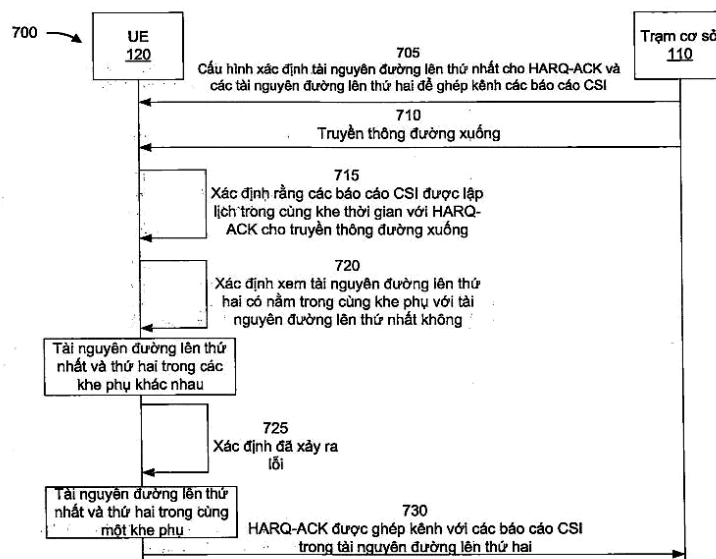 700
UE
120
Trạm cơ sở
110
705
Cấu hình xác định tài nguyên đường lên thứ nhất cho HARQ-ACK và
các tài nguyên đường lên thứ hai để ghép kênh các báo cáo CSI
710
Truyền thông đường xuống
715
Xác định rằng các báo cáo CSI được lập
lịch trong cùng khe thời gian với HARQ-
ACK cho truyền thông đường xuống
720
Xác định xem tài nguyên đường lên thứ
hai có nằm trong cùng khe phụ với tài
nguyên đường lên thứ nhất không
Tài nguyên đường lên thứ
nhất và thứ hai trong các
khe phụ khác nhau
725
Xác định đã xảy ra
lỗi
Tài nguyên đường lên thứ
nhất và thứ hai trong cùng
một khe phụ
730
HARQ-ACK được ghép kênh với các báo cáo CSI
trong tài nguyên đường lên thứ hai